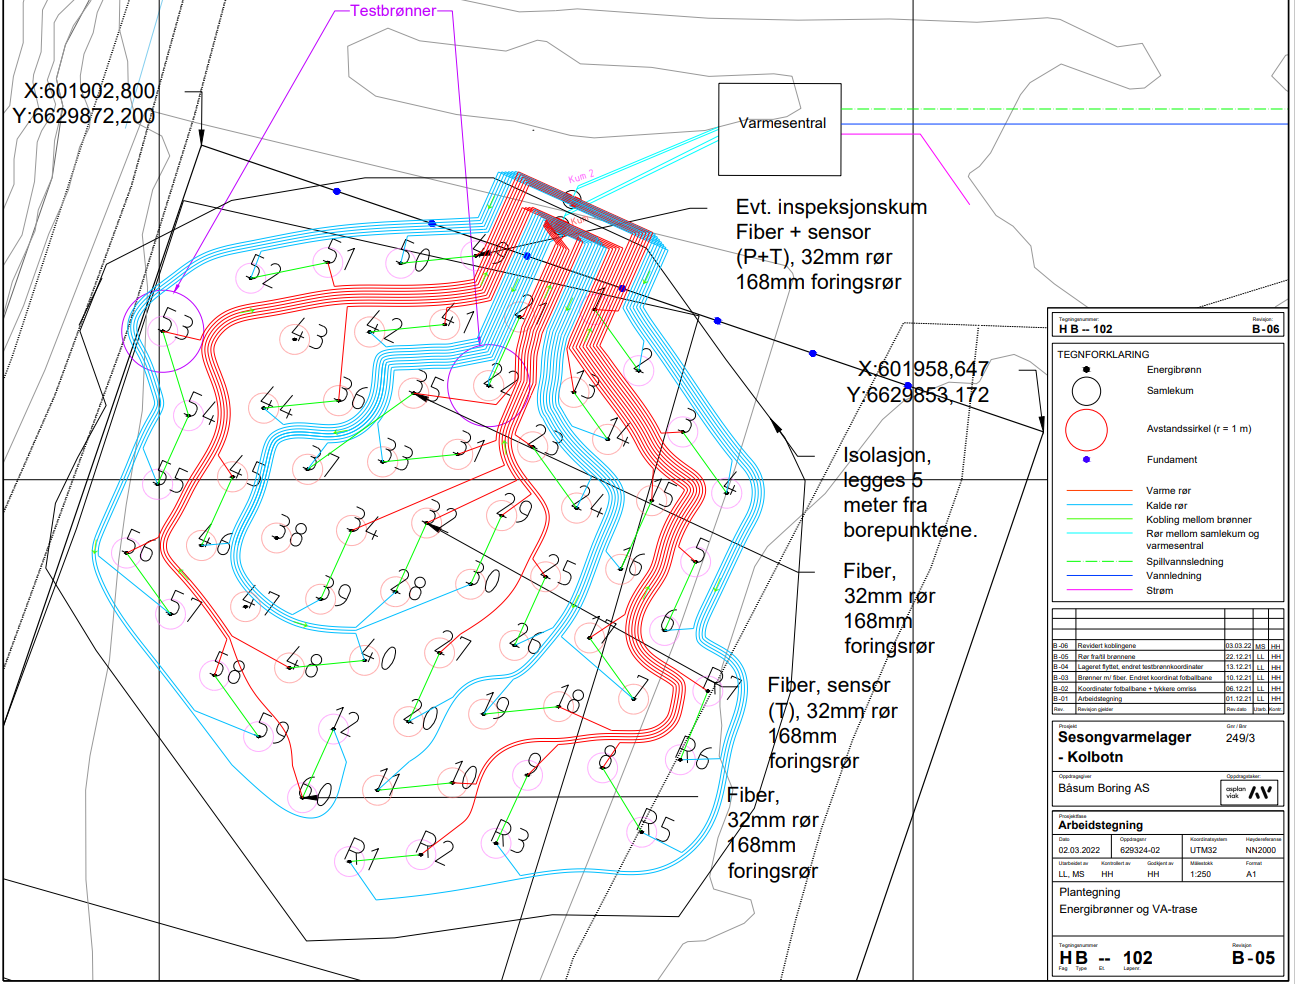 Testbrønner
X:601902,800
Y:6629872,200
Varmesentral
Kum 2
Evt. inspeksjonskum
Fiber + sensor
(P+T), 32mm rør
168mm foringsrør
X:601958,647
Y:6629853,172
Isolasjon,
legges 5
meter fra
borepunktene.
Fiber,
32mm rør
168mm
foringsrør
Fiber, sensor
(T), 32mm rør
168mm
foringsrør
Fiber,
32mm rør
168mm
foringsrør
52
51
50
53
43
42
41
54
44
36
35
22
13
2
3
55
45
37
33
37
23
14
4
56
46
38
34
32
29
24
15
5
57
47
39
28
30
25
16
6
58
48
40
27
26
17
59
12
20
19
18
7
R7
60
11
10
9
8
R6
R1
R2
R3
R5
Tegningsnummer: Revisjon:
H B -- 102 B -06
TEGNFORKLARING
Energibrønn
Samlekum
Avstandssirkel (r = 1 m)
Fundament
Varme rør
Kalde rør
Kobling mellom brønner
Rør mellom samlekum og
varmesentral
Spillvannsledning
Vannledning
Strøm
B -06 Revidert koblingene 03.03.22 MS HH
B -05 Rør fra/til brønnene 22.12.21 LL HH
B -04 Lageret flyttet, endret testbrønnkoordinater 13.12.21 LL HH
B -03 Brønner m/ fiber. Endret koordinat fotballbane 10.12.21 LL HH
B -02 Koordinater fotballbane + tykkere omriss 06.12.21 LL HH
B -01 Arbeidstegning 01.12.21 LL HH
Rev. Revisjon gjelder Rev.dato Utarb. Kontr.
Prosjekt Gnr / Bnr
Sesongvarmelager 249/3
- Kolbotn
Oppdragsgiver Oppdragstaker:
Båsum Boring AS asplan
viak
Prosjektfase
Arbeidstegning
Dato Oppdragsnr Koordinatsystem Høydereferanse
02.03.2022 629324-02 UTM32 NN2000
Utarbeidet av Kontrollert av Godkjent av Målestokk Format
LL, MS HH HH 1:250 A1
Plantegning
Energibrønner og VA-trase
Tegningsnummer Revisjon
H B -- 102 B -05
Fag Type Et. Løpenr.